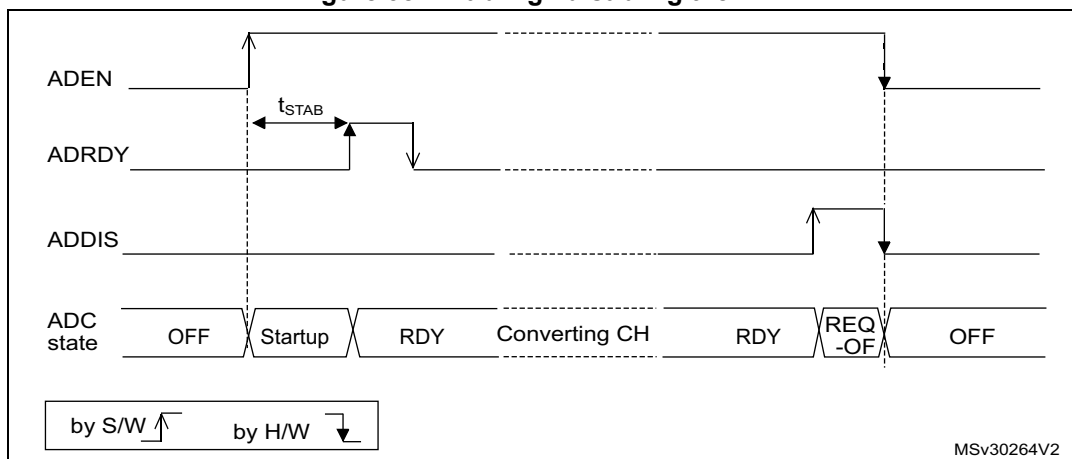 ADEN
tSTAB
ADRDY
ADDIS
ADC
state
OFF
Startup
RDY
Converting CH
RDY
REQ
-OF
OFF
by S/W
by H/W
MSv30264V2